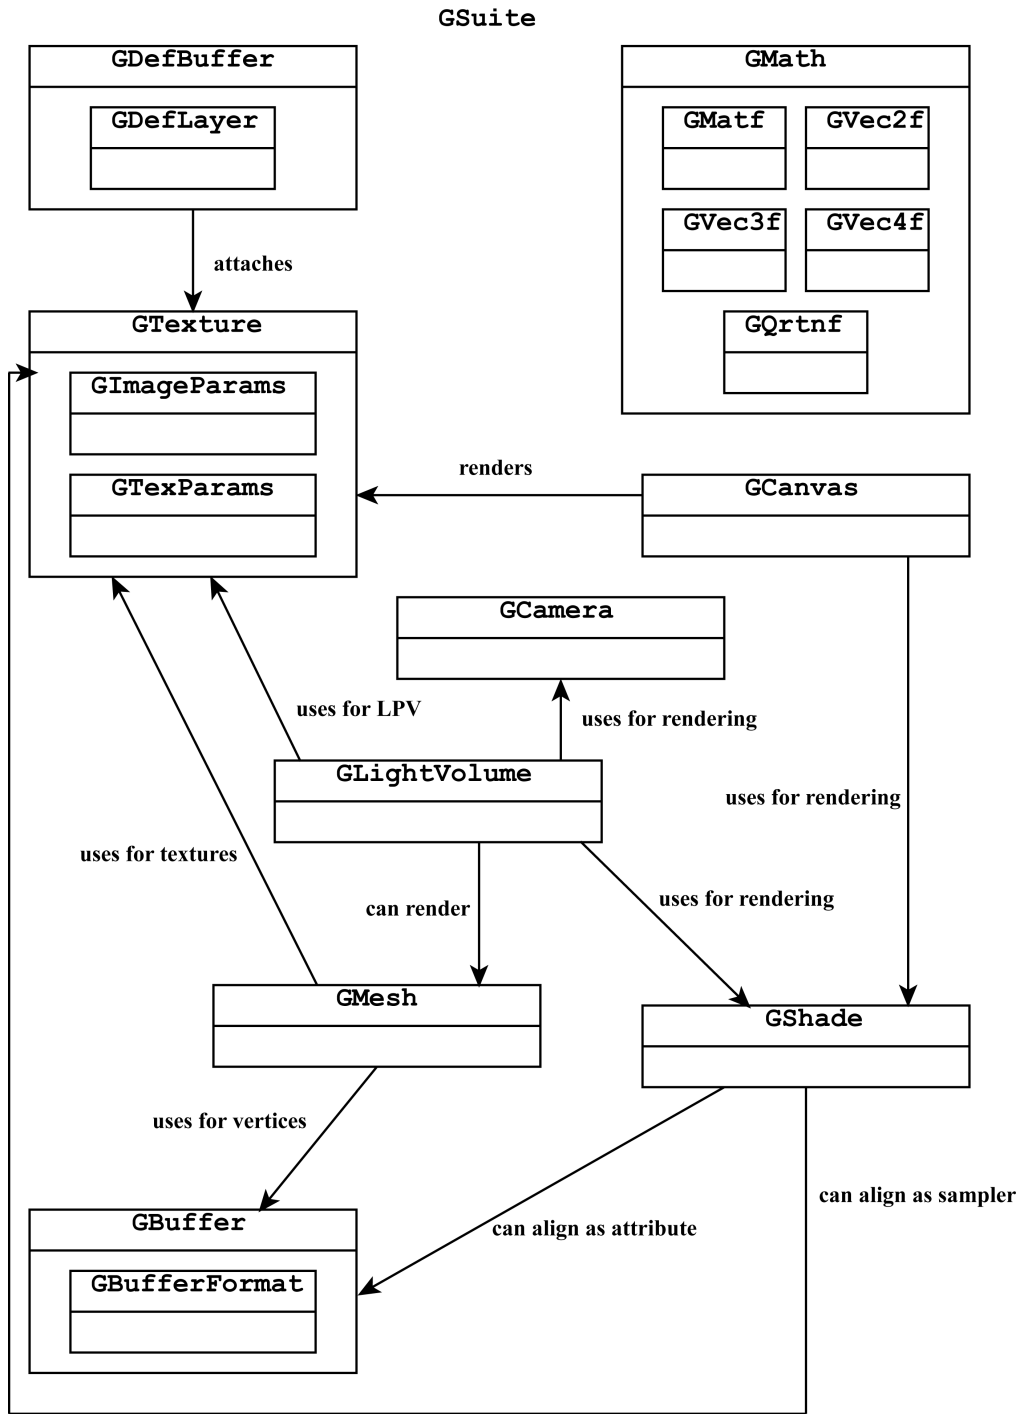 GSuite
GDefBuffer
GDefLayer
GMath
GMatf
GVec2f
GVec3f
GVec4f
GQrtnf
attaches
GTexture
GImageParams
GTexParams
renders
GCanvas
GCamera
uses for LPV
uses for rendering
GLightVolume
uses for rendering
uses for textures
can render
uses for rendering
GMesh
GShade
uses for vertices
can align as sampler
can align as attribute
GBuffer
GBufferFormat